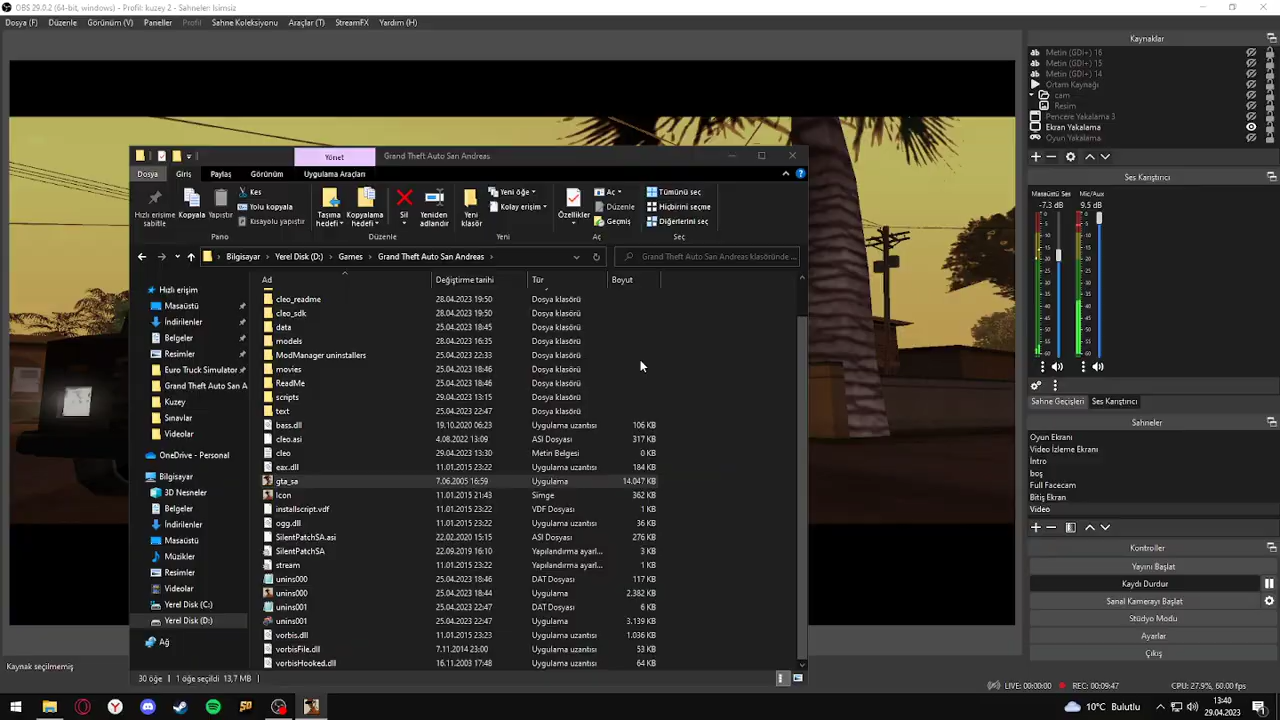 OBS 29.0.2 (64-bit, windows) - Profil: kuzey 2 - Sahneler: İsimsiz
Dosya (F) Düzenle Görünüm (V) Paneller Profil Sahne Koleksiyonu Araçlar (T) StreamFX Yardım (H)
Yönet Grand Theft Auto San Andreas
Dosya Giriş Paylaş Görünüm Uygulama Araçları
Hızlı erişime sabitle
Kopyala
Yapıştır
Kes
Yolu kopyala
Kısayolu yapıştır
Pano
Taşıma hedefi
Kopyalama hedefi
Sil
Yeniden adlandır
Düzenle
Yeni klasör
Yeni öğe
Kolay erişim
Yeni
Özellikler
Aç
Düzenle
Geçmiş
Aç
Tümünü seç
Hiçbirini seçme
Diğerlerini seç
Seç
Bilgisayar Yerel Disk (D:) Games Grand Theft Auto San Andreas
Grand Theft Auto San Andreas klasöründe ...
Hızlı erişim
Masaüstü
İndirilenler
Belgeler
Resimler
Euro Truck Simulator
Grand Theft Auto San A
Kuzey
Sınavlar
Videolar
OneDrive - Personal
Bilgisayar
3D Nesneler
Belgeler
İndirilenler
Masaüstü
Müzikler
Resimler
Videolar
Yerel Disk (C:)
Yerel Disk (D:)
Ağ
Ad Değiştirme tarihi Tür Boyut
cleo_readme 28.04.2023 19:50 Dosya klasörü
cleo_sdk 28.04.2023 19:50 Dosya klasörü
data 25.04.2023 18:45 Dosya klasörü
models 28.04.2023 16:35 Dosya klasörü
ModManager uninstallers 25.04.2023 22:33 Dosya klasörü
movies 25.04.2023 18:46 Dosya klasörü
ReadMe 25.04.2023 18:46 Dosya klasörü
scripts 29.04.2023 13:15 Dosya klasörü
text 25.04.2023 22:47 Dosya klasörü
bass.dll 19.10.2020 06:23 Uygulama uzantısı 106 KB
cleo.asi 4.08.2022 13:09 ASI Dosyası 317 KB
cleo 29.04.2023 13:30 Metin Belgesi 0 KB
eax.dll 11.01.2015 23:22 Uygulama uzantısı 184 KB
gta_sa 7.06.2005 16:59 Uygulama 14.047 KB
Icon 11.01.2015 21:43 Simge 362 KB
installscript.vdf 11.01.2015 23:22 VDF Dosyası 1 KB
ogg.dll 11.01.2015 23:22 Uygulama uzantısı 36 KB
SilentPatchSA.asi 22.02.2020 15:15 ASI Dosyası 276 KB
SilentPatchSA 22.09.2019 16:10 Yapılandırma ayarl... 3 KB
stream 11.01.2015 23:22 Yapılandırma ayarl... 1 KB
unins000 25.04.2023 18:46 DAT Dosyası 117 KB
unins000 25.04.2023 18:44 Uygulama 2.382 KB
unins001 25.04.2023 22:47 DAT Dosyası 6 KB
unins001 25.04.2023 22:47 Uygulama 3.139 KB
vorbis.dll 11.01.2015 23:23 Uygulama uzantısı 1.036 KB
vorbisFile.dll 7.11.2014 23:00 Uygulama uzantısı 53 KB
vorbisHooked.dll 16.11.2003 17:48 Uygulama uzantısı 64 KB
30 öğe 1 öğe seçildi 13,7 MB
Kaynaklar
Metin (GDI+) 16
Metin (GDI+) 15
Metin (GDI+) 14
Ortam Kaynağı
cam
Resim
Pencere Yakalama 3
Ekran Yakalama
Oyun Yakalama
Ses Karıştırıcı
Masaüstü Ses Mic/Aux
-7.3 dB 9.5 dB
Sahne Geçişleri Ses Karıştırıcı
Sahneler
Oyun Ekranı
Video İzleme Ekranı
İntro
boş
Full Facecam
Bitiş Ekranı
Video
Kontroller
Yayını Başlat
Kaydı Durdur
Sanal Kamerayı Başlat
Stüdyo Modu
Ayarlar
Çıkış
Kaynak seçilmemiş
LIVE: 00:00:00 REC: 00:09:47 CPU: 27.9%, 60.00 fps
10°C Bulutlu
13:40
29.04.2023